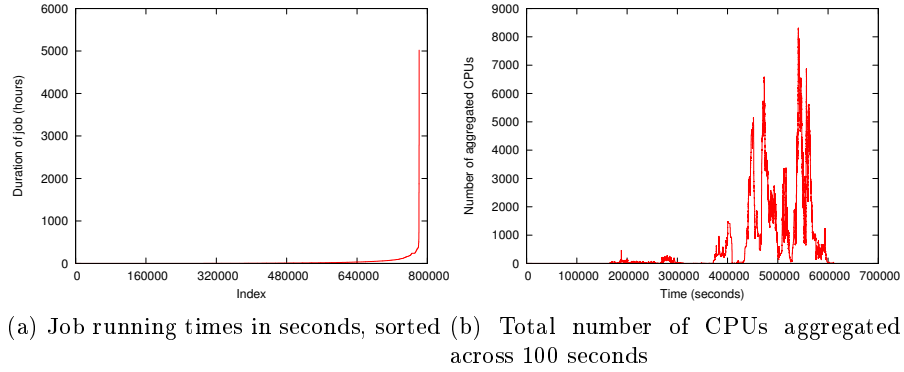 6000
5000
4000
3000
2000
1000
0
Duration of job (hours)
0 160000 320000 480000 640000 800000
Index
9000
8000
7000
6000
5000
4000
3000
2000
1000
0
Number of aggregated CPUs
0 100000 200000 300000 400000 500000 600000 700000
Time (seconds)
(a) Job running times in seconds, sorted
(b) Total number of CPUs aggregated
across 100 seconds